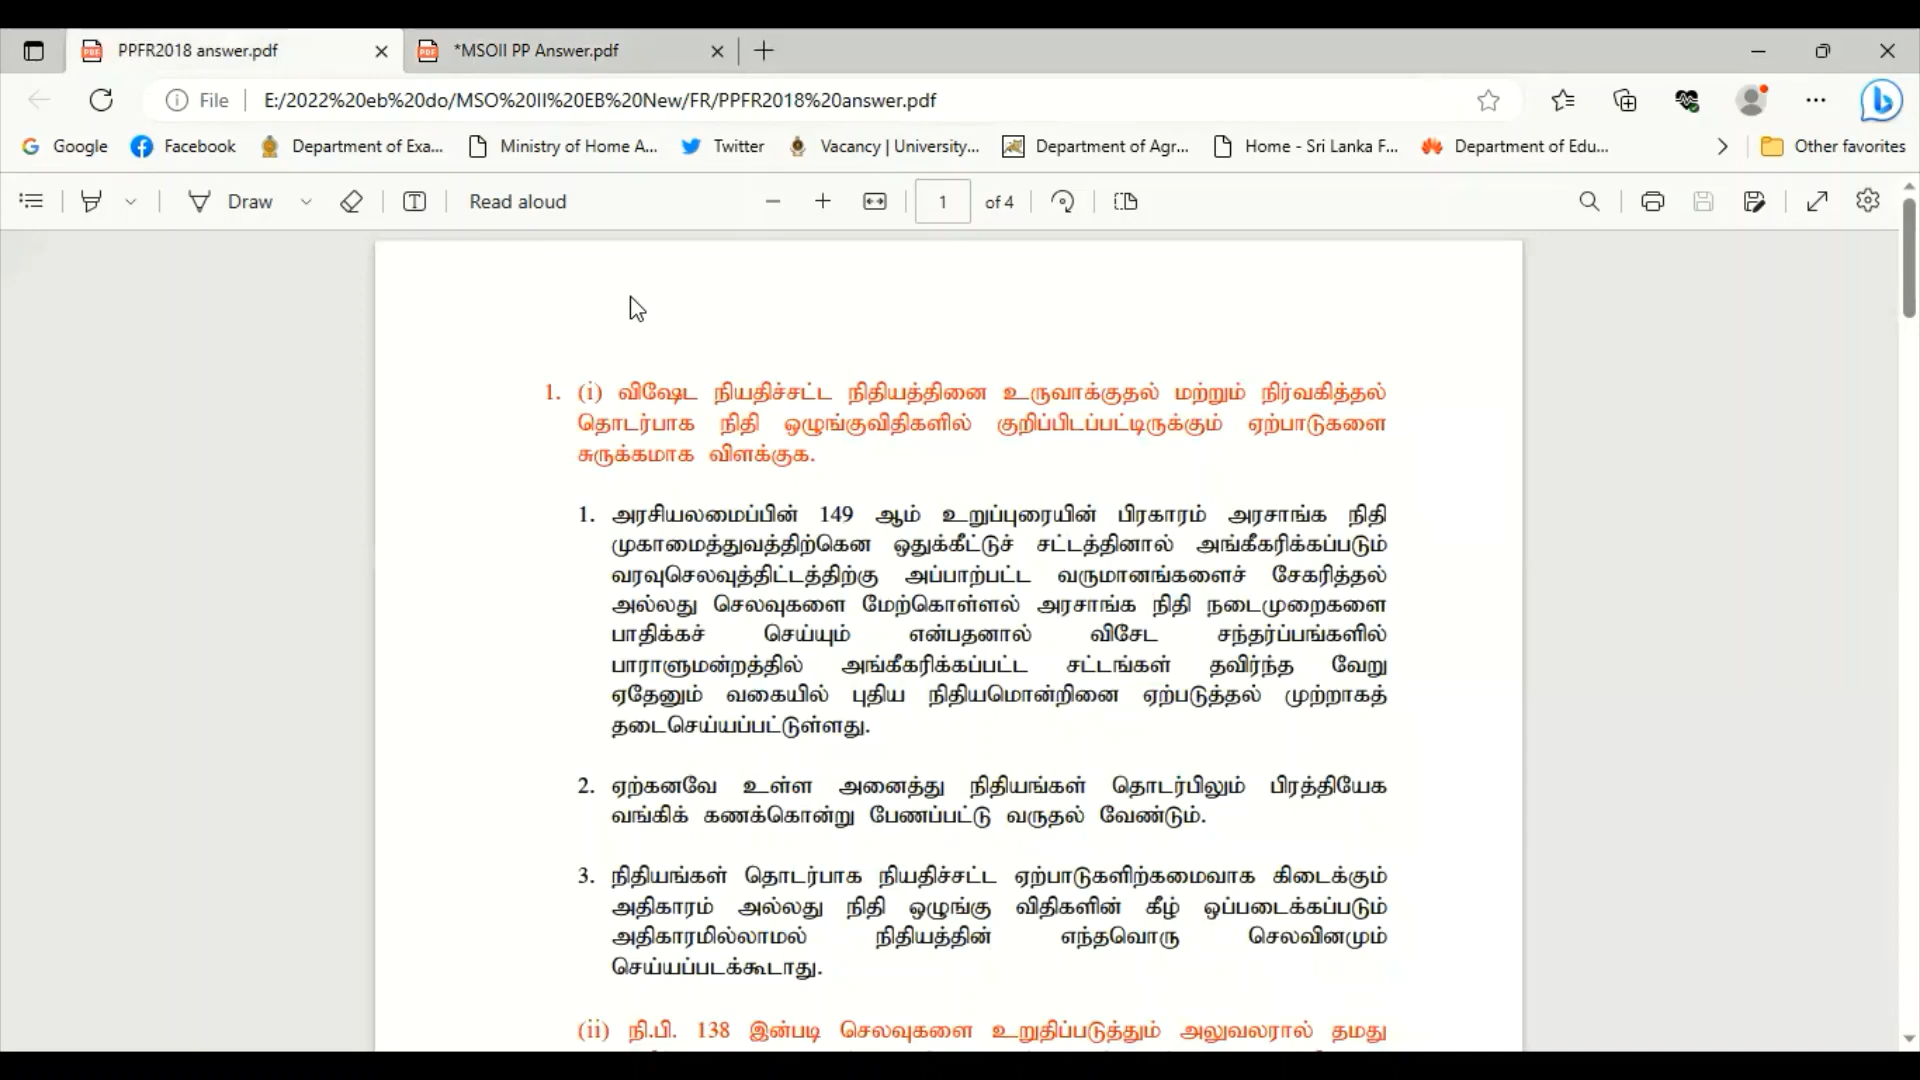 PPFR2018 answer.pdf
*MSOII PP Answer.pdf
File
E:/2022%20eb%20do/MSO%20II%20EB%20New/FR/PPFR2018%20answer.pdf
Google Facebook Department of Exa... Ministry of Home A... Twitter Vacancy | University... Department of Agr... Home - Sri Lanka F... Department of Edu... Other favorites
Draw Read aloud 1 of 4
1. (i) விஷேட நியதிச்சட்ட நிதியத்தினை உருவாக்குதல் மற்றும் நிர்வகித்தல்
தொடர்பாக நிதி ஒழுங்குவிதிகளில் குறிப்பிடப்பட்டிருக்கும் ஏற்பாடுகளை
சுருக்கமாக விளக்குக.
1. அரசியலமைப்பின் 149 ஆம் உறுப்புரையின் பிரகாரம் அரசாங்க நிதி
முகாமைத்துவத்திற்கென ஒதுக்கீட்டுச் சட்டத்தினால் அங்கீகரிக்கப்படும்
வரவுசெலவுத்திட்டத்திற்கு அப்பாற்பட்ட வருமானங்களைச் சேகரித்தல்
அல்லது செலவுகளை மேற்கொள்ளல் அரசாங்க நிதி நடைமுறைகளை
பாதிக்கச் செய்யும் என்பதனால் விசேட சந்தர்ப்பங்களில்
பாராளுமன்றத்தில் அங்கீகரிக்கப்பட்ட சட்டங்கள் தவிர்ந்த வேறு
ஏதேனும் வகையில் புதிய நிதியமொன்றினை ஏற்படுத்தல் முற்றாகத்
தடைசெய்யப்பட்டுள்ளது.
2. ஏற்கனவே உள்ள அனைத்து நிதியங்கள் தொடர்பிலும் பிரத்தியேக
வங்கிக் கணக்கொன்று பேணப்பட்டு வருதல் வேண்டும்.
3. நிதியங்கள் தொடர்பாக நியதிச்சட்ட ஏற்பாடுகளிற்கமைவாக கிடைக்கும்
அதிகாரம் அல்லது நிதி ஒழுங்கு விதிகளின் கீழ் ஒப்படைக்கப்படும்
அதிகாரமில்லாமல் நிதியத்தின் எந்தவொரு செலவினமும்
செய்யப்படக்கூடாது.
(ii) நி.பி. 138 இன்படி செலவுகளை உறுதிப்படுத்தும் அலுவலரால் தமது